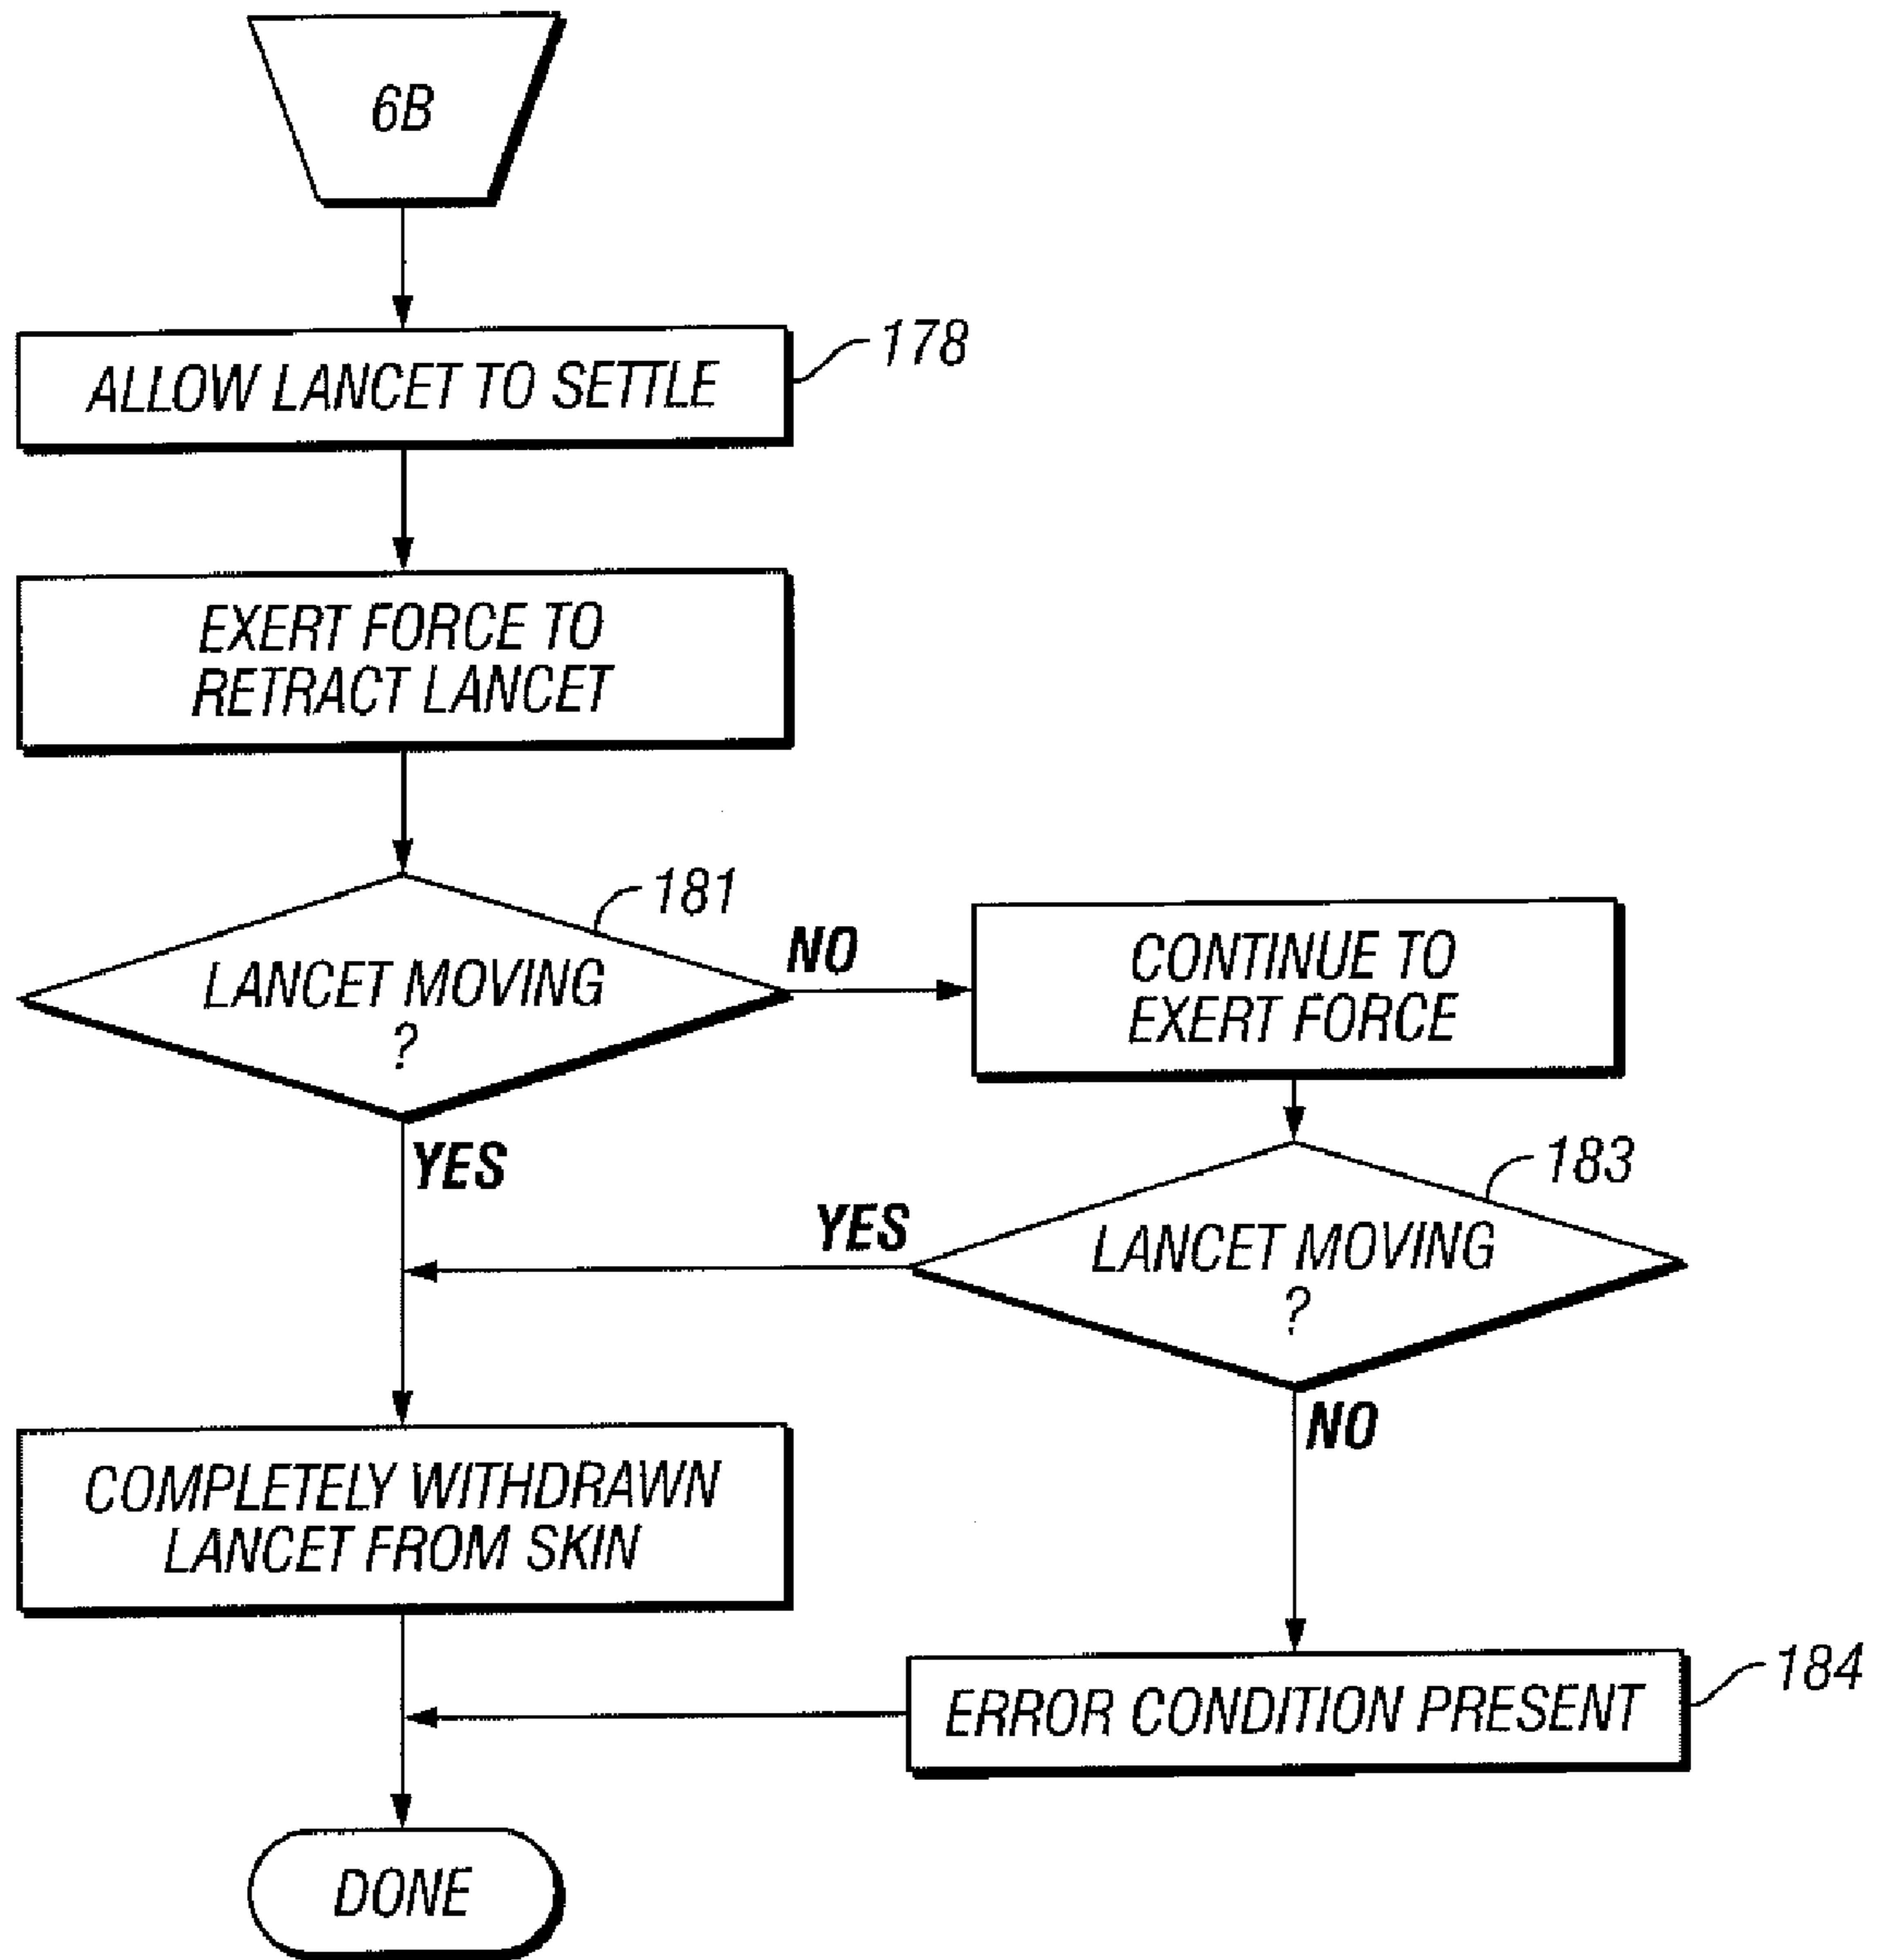 6B
ALLOW LANCET TO SETTLE
178
EXERT FORCE TO
RETRACT LANCET
181
LANCET MOVING
?
NO
CONTINUE TO
EXERT FORCE
YES
183
LANCET MOVING
?
YES
NO
COMPLETELY WITHDRAWN
LANCET FROM SKIN
ERROR CONDITION PRESENT
184
DONE